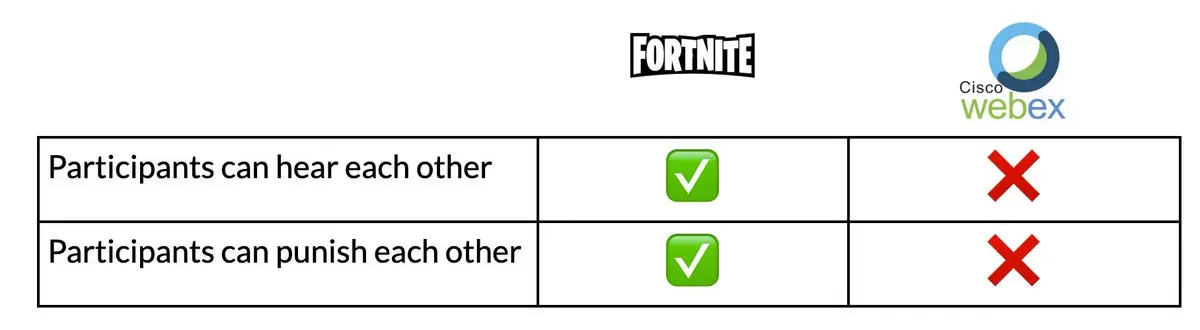 FORTNITE
Cisco
webex
Participants can hear each other
Participants can punish each other